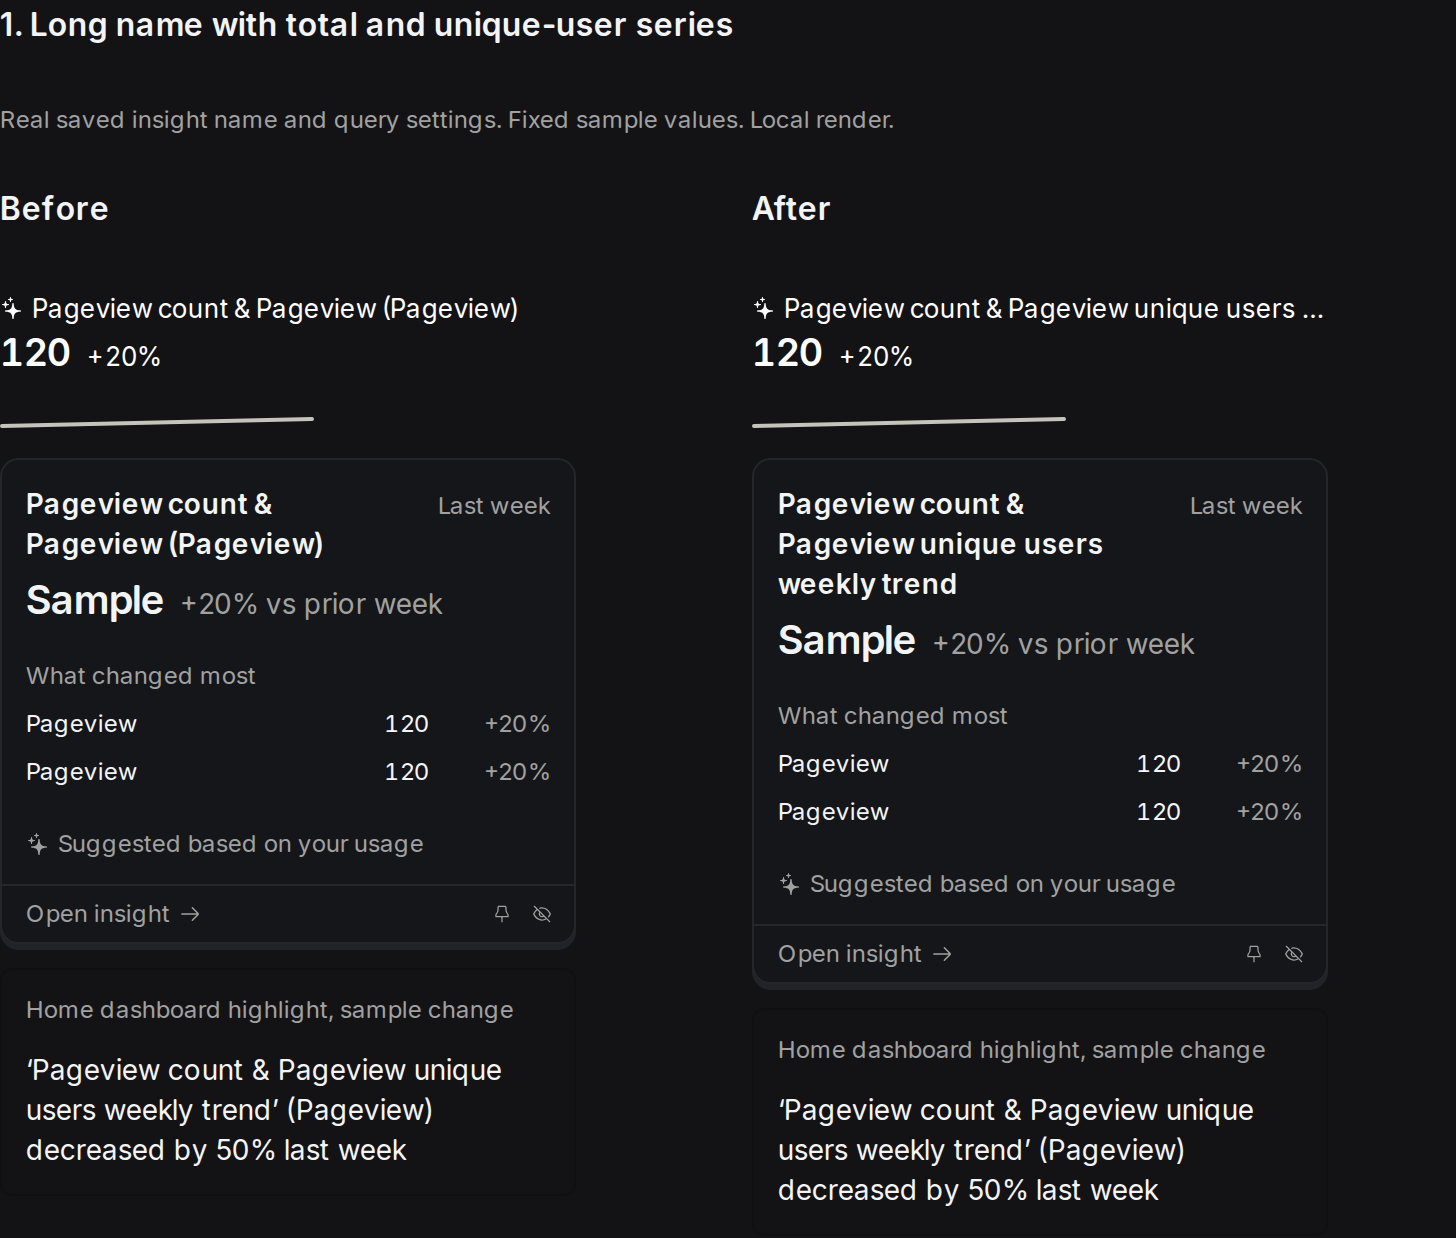 1. Long name with total and unique-user series
Real saved insight name and query settings. Fixed sample values. Local render.
Before
Pageview count & Pageview (Pageview)
120 +20%
Pageview count &
Pageview (Pageview)
Last week
Sample +20% vs prior week
What changed most
Pageview 120 +20%
Pageview 120 +20%
Suggested based on your usage
Open insight →
Home dashboard highlight, sample change
‘Pageview count & Pageview unique
users weekly trend’ (Pageview)
decreased by 50% last week
After
Pageview count & Pageview unique users ...
120 +20%
Pageview count &
Pageview unique users
weekly trend
Last week
Sample +20% vs prior week
What changed most
Pageview 120 +20%
Pageview 120 +20%
Suggested based on your usage
Open insight →
Home dashboard highlight, sample change
‘Pageview count & Pageview unique
users weekly trend’ (Pageview)
decreased by 50% last week